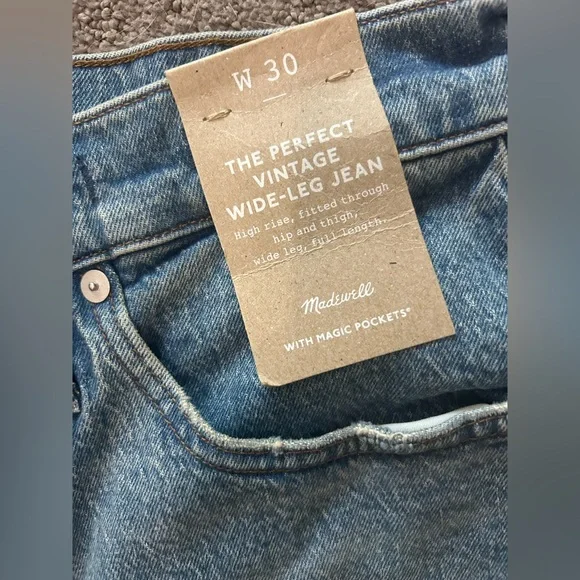 W 30
THE PERFECT
VINTAGE
WIDE-LEG JEAN
High rise, fitted through
hip and thigh,
wide leg, full length.
Madewell
WITH MAGIC POCKETS®